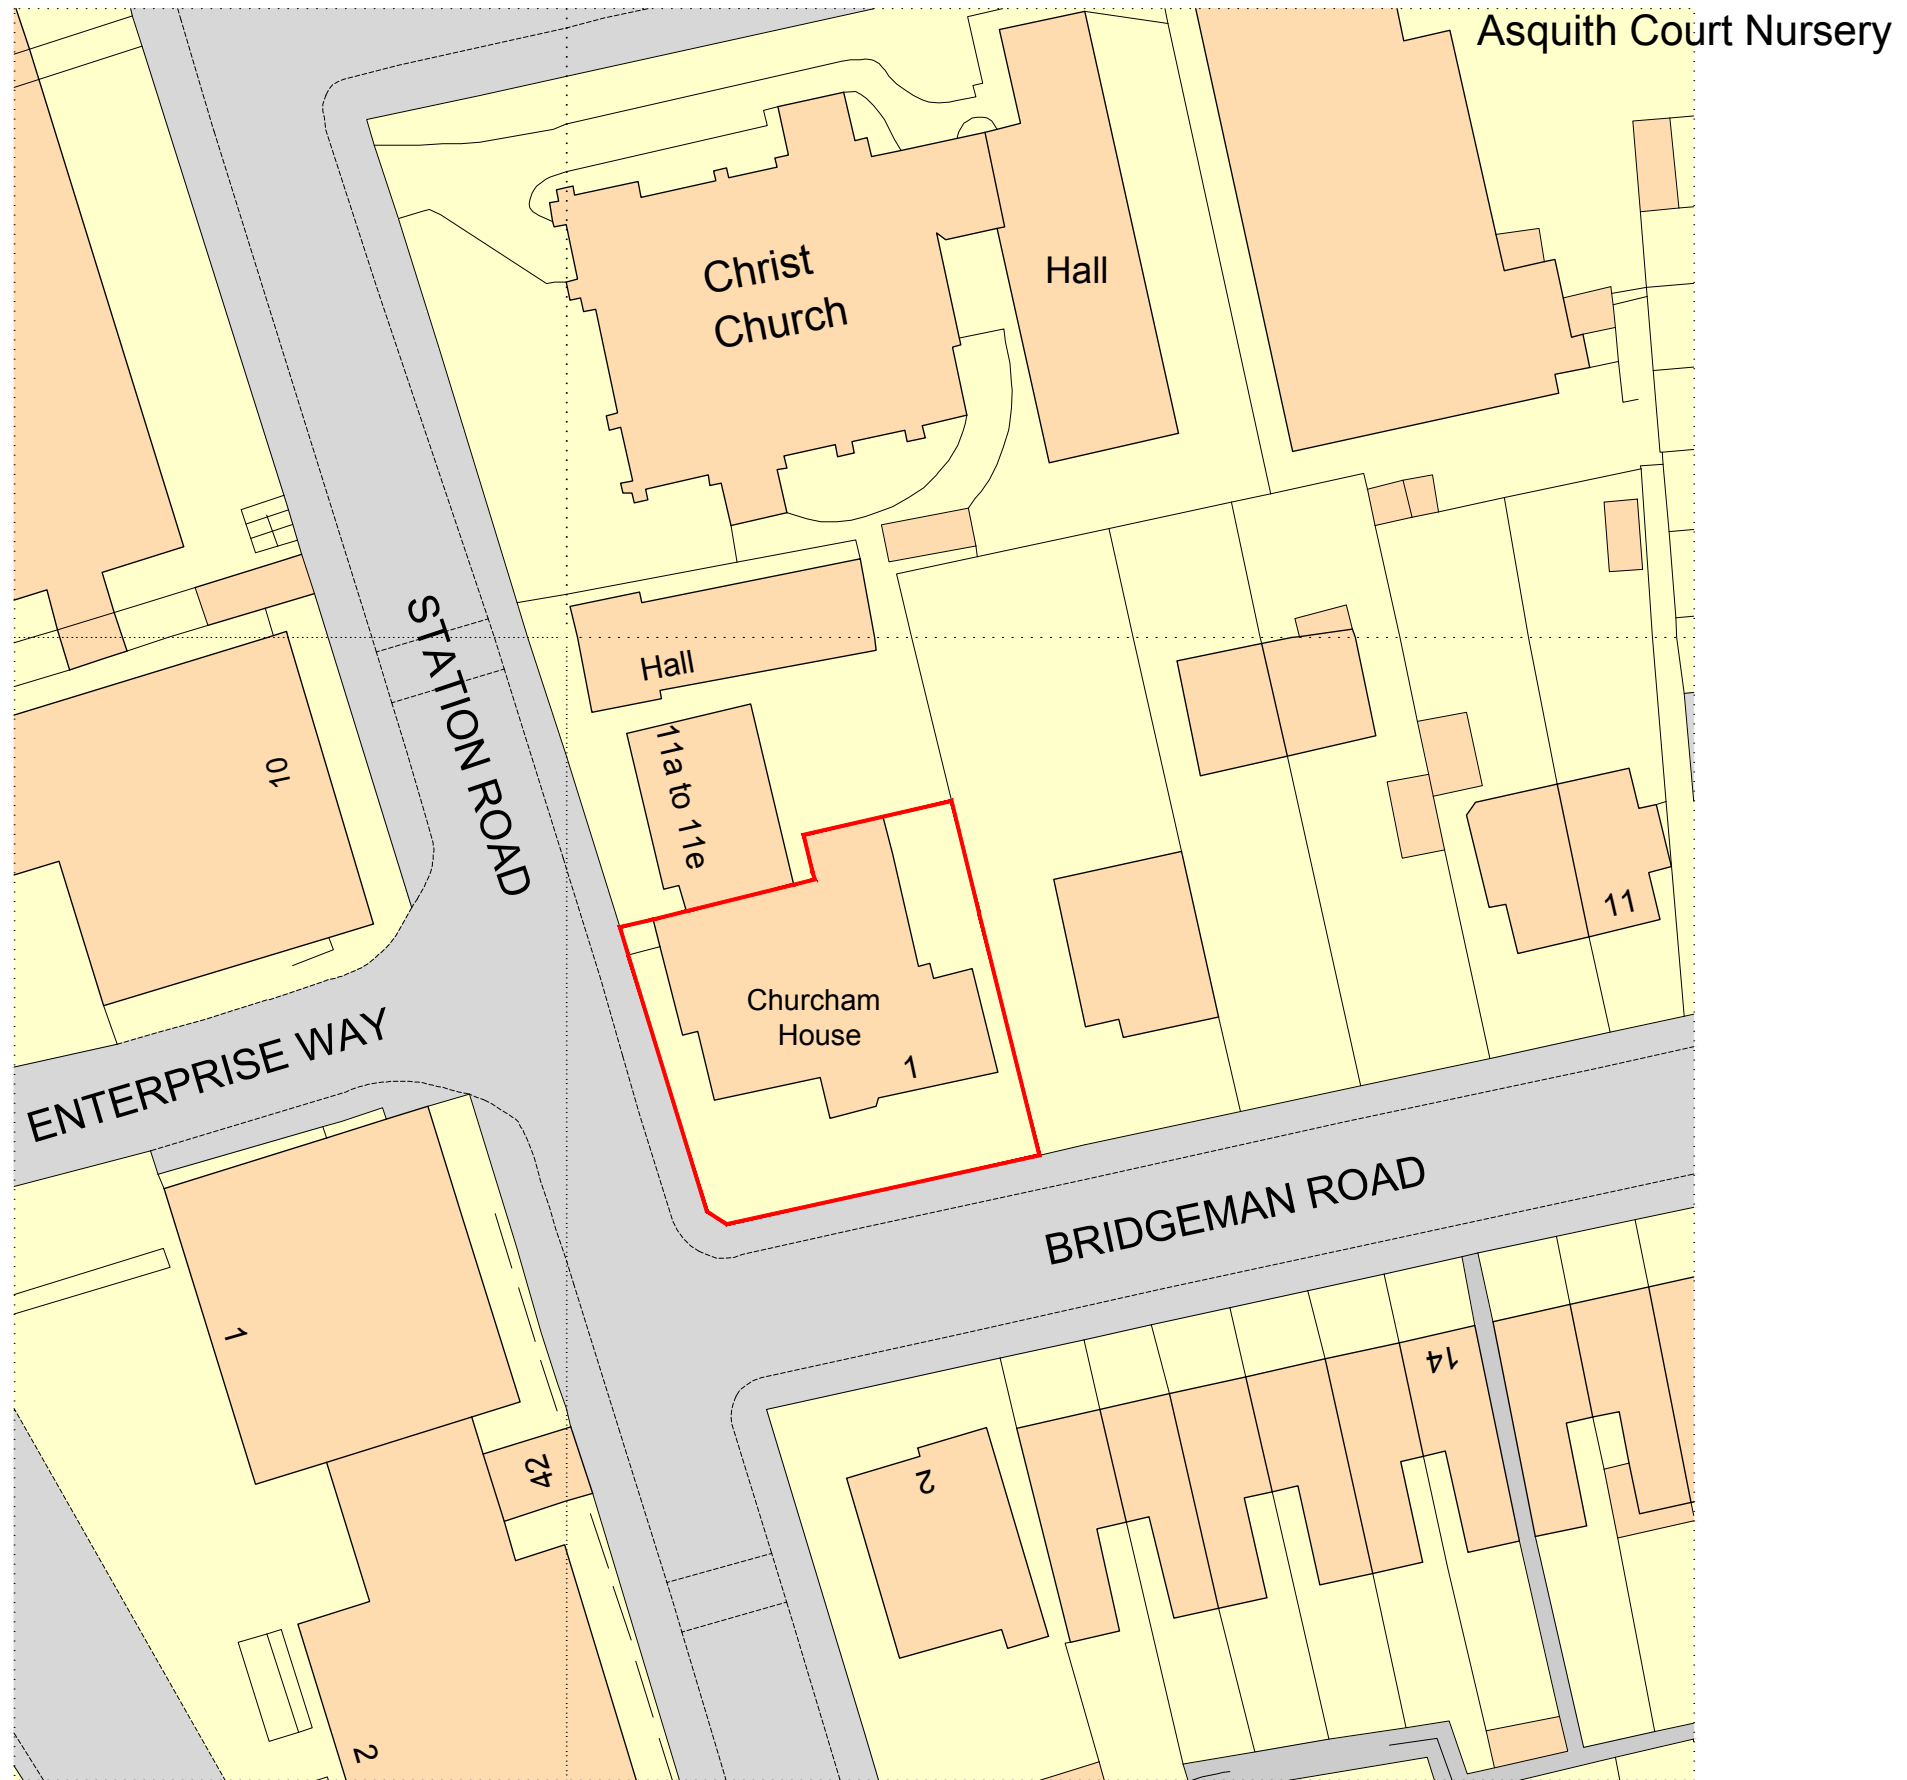 Asquith Court Nursery
Christ
Church
Hall
STATION ROAD
Hall
11a to 11e
10
11
Churcham
House
1
ENTERPRISE WAY
BRIDGEMAN ROAD
1
14
42
2
2